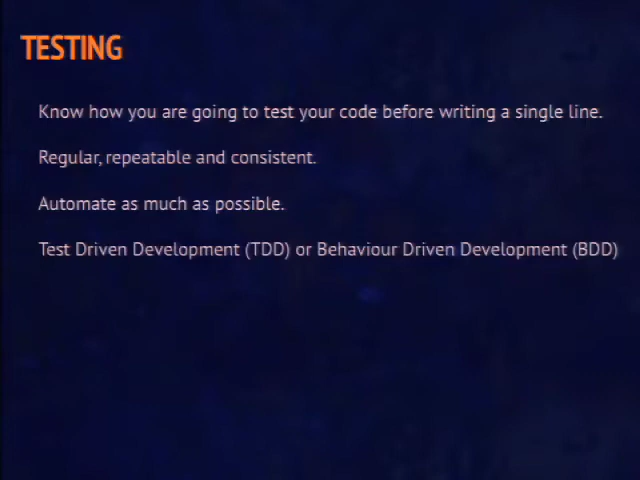 TESTING
Know how you are going to test your code before writing a single line.
Regular, repeatable and consistent.
Automate as much as possible.
Test Driven Development (TDD) or Behaviour Driven Development (BDD)